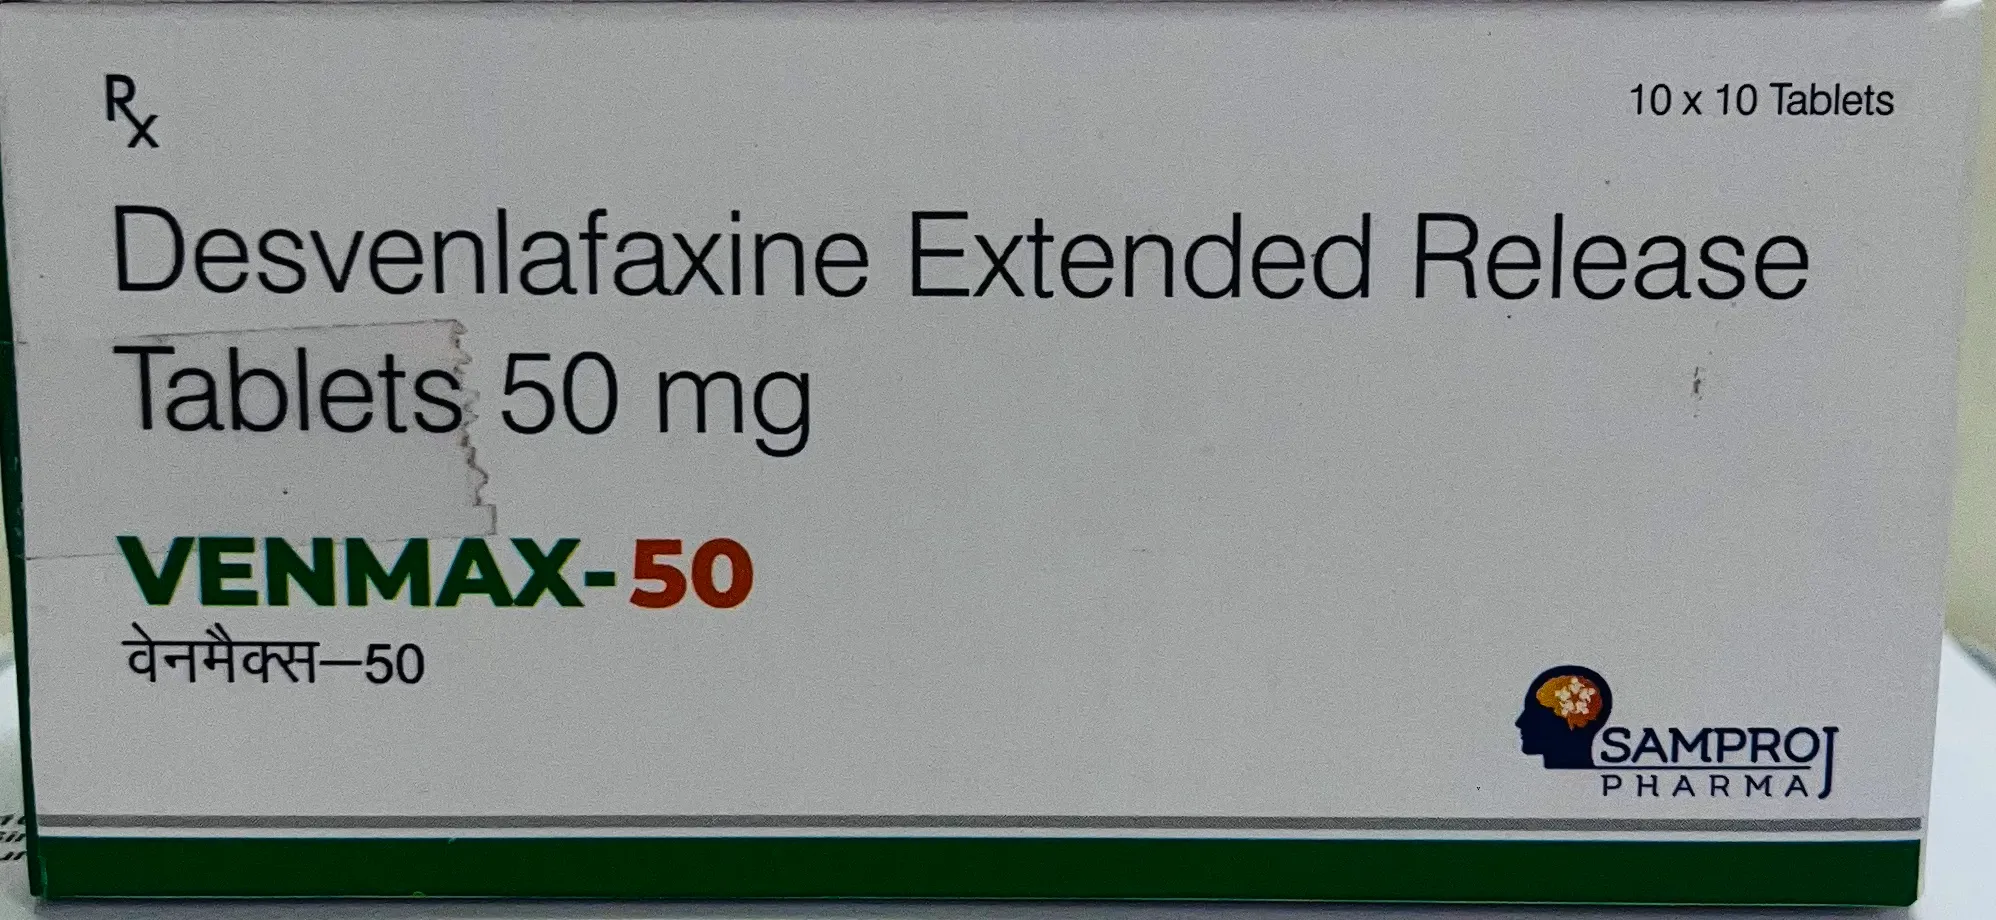 Rx
10 x 10 Tablets
Desvenlafaxine Extended Release
Tablets 50 mg
VENMAX-50
वेनमैक्स–50
SAMPROJ
PHARMA